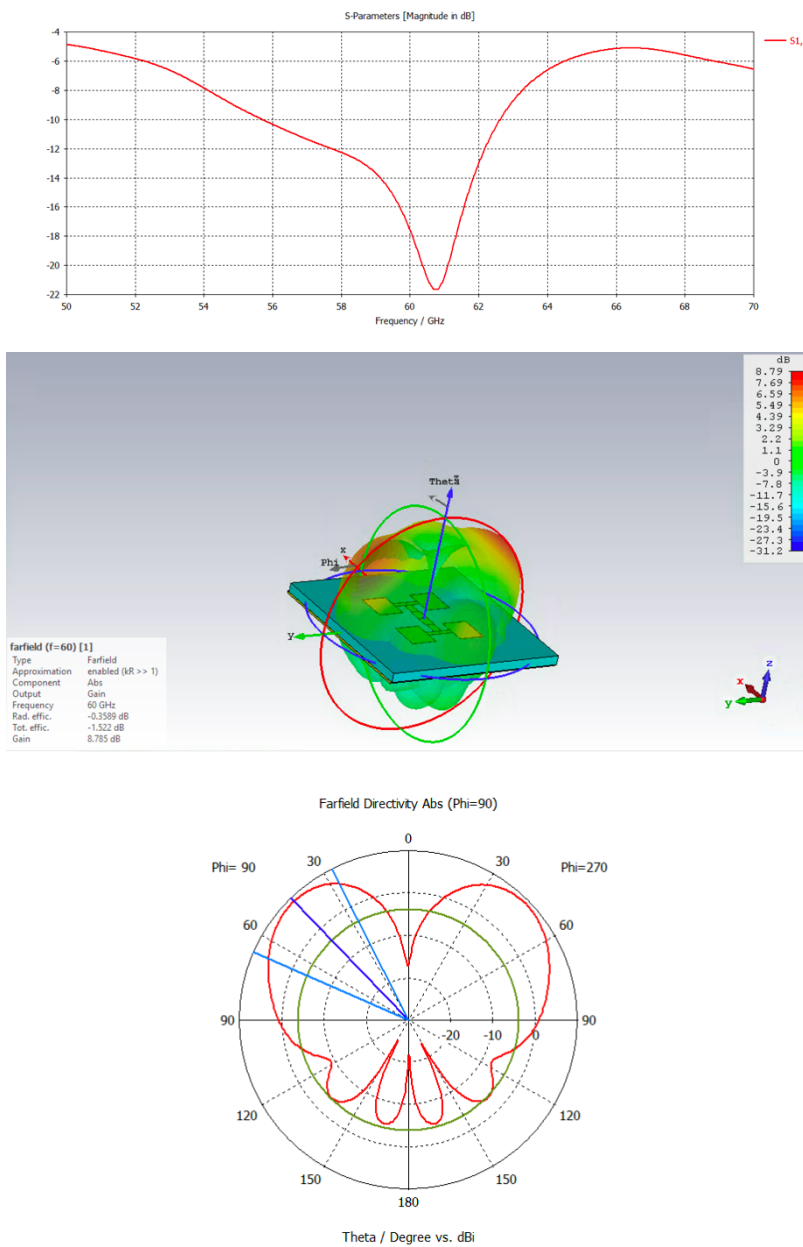 S-Parameters [Magnitude in dB]
-4
-6
-8
-10
-12
-14
-16
-18
-20
-22
50 52 54 56 58 60 62 64 66 68 70
Frequency / GHz
S1,
dB
8.79
7.69
6.59
5.49
4.39
3.29
2.2
1.1
0
-3.9
-7.8
-11.7
-15.6
-19.5
-23.4
-27.3
-31.2
Theta
z
x
Phi
y
farfield (f=60) [1]
Type Farfield
Approximation enabled (kR >> 1)
Component Abs
Output Gain
Frequency 60 GHz
Rad. effic. -0.3589 dB
Tot. effic. -1.522 dB
Gain 8.785 dB
z
x
y
Farfield Directivity Abs (Phi=90)
0
Phi= 90 30 30 Phi=270
60 60
90 -20 -10 0 90
120 120
150 150
180
Theta / Degree vs. dBi